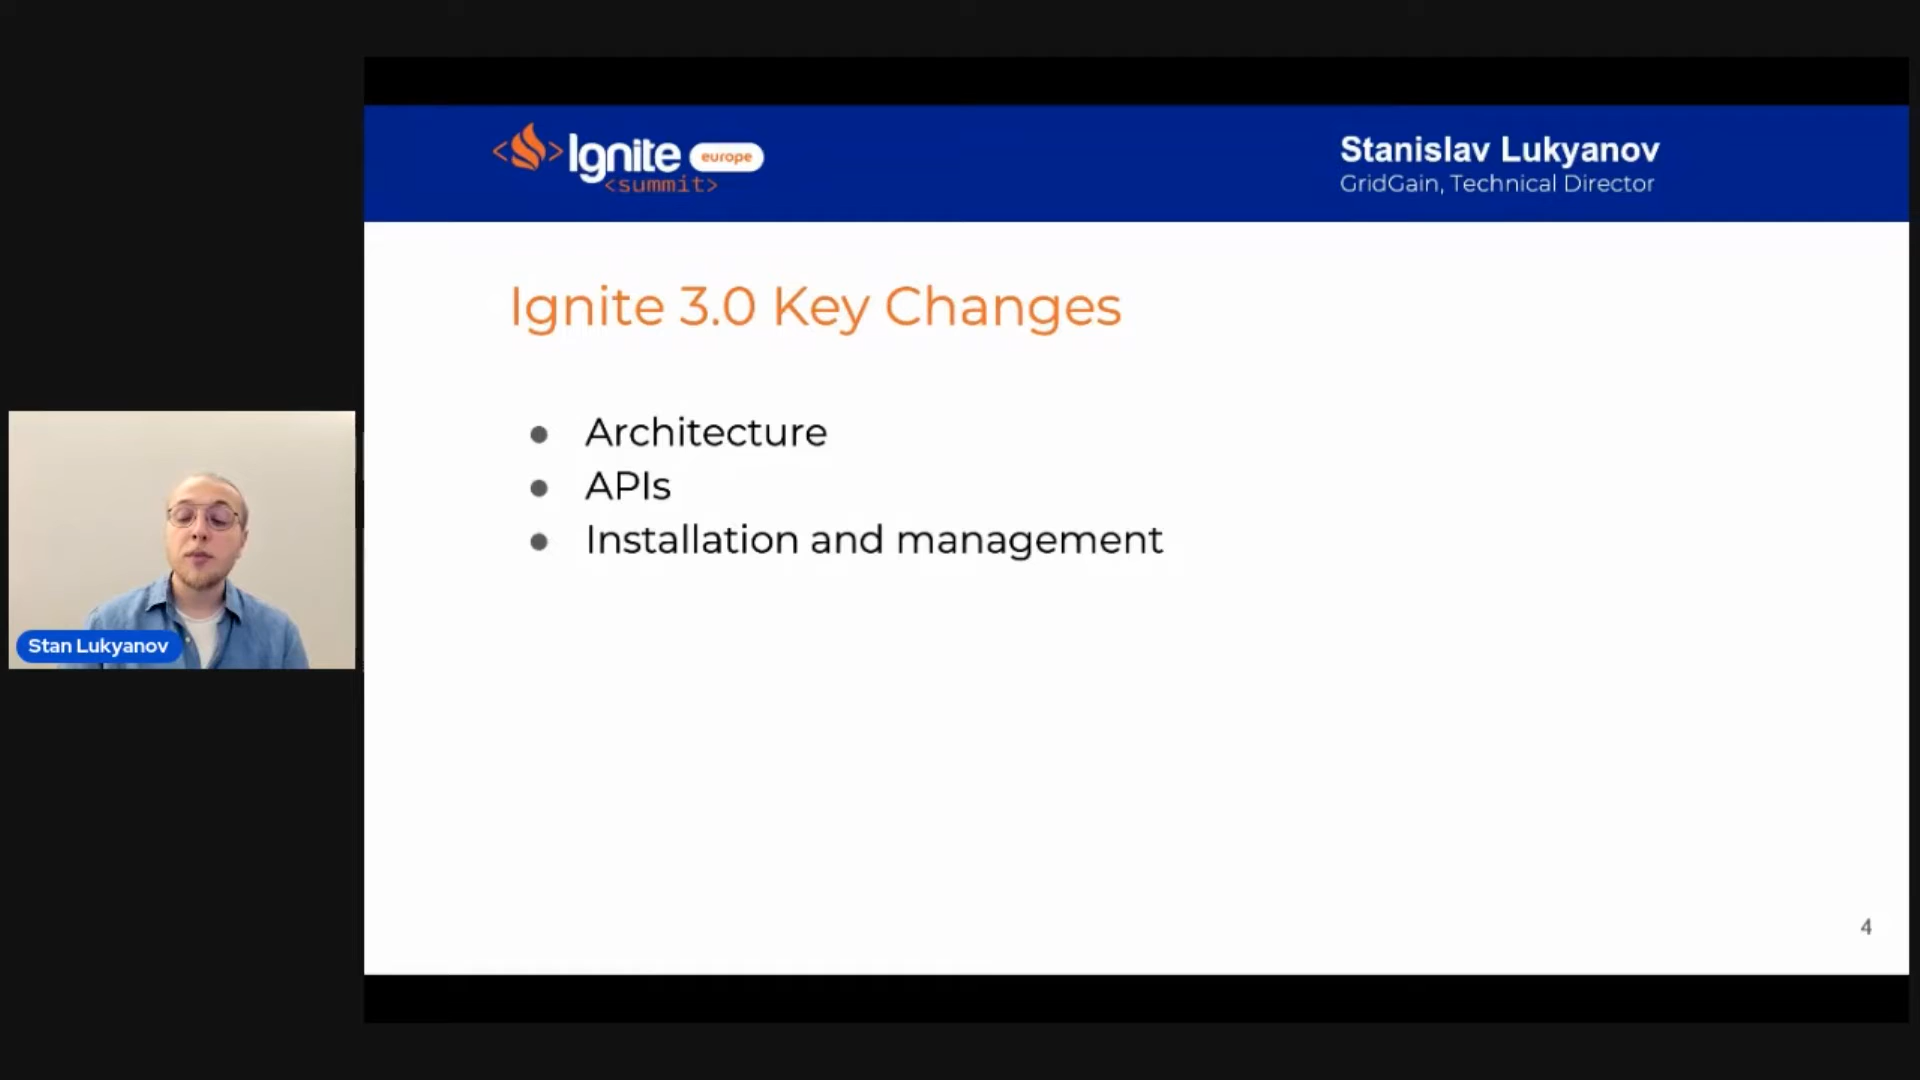 Ignite europe
<summit>
Stanislav Lukyanov
GridGain, Technical Director
Ignite 3.0 Key Changes
● Architecture
● APIs
● Installation and management
Stan Lukyanov
4